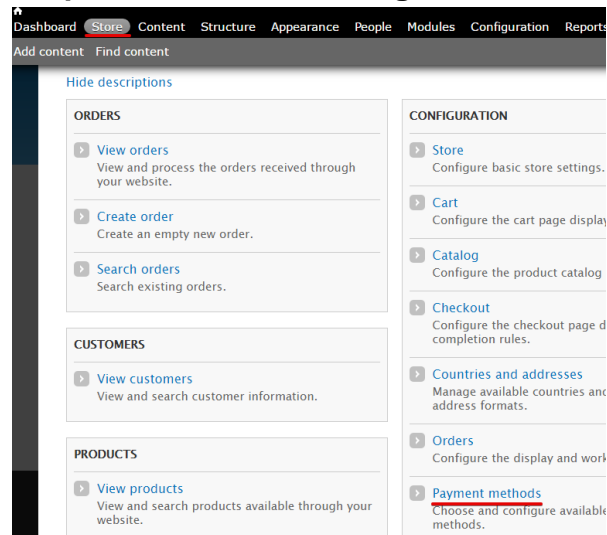 Dashboard Store Content Structure Appearance People Modules Configuration Reports
Add content Find content
Hide descriptions
ORDERS
View orders
View and process the orders received through
your website.
Create order
Create an empty new order.
Search orders
Search existing orders.
CUSTOMERS
View customers
View and search customer information.
PRODUCTS
View products
View and search products available through your
website.
CONFIGURATION
Store
Configure basic store settings.
Cart
Configure the cart page display
Catalog
Configure the product catalog
Checkout
Configure the checkout page d
completion rules.
Countries and addresses
Manage available countries and
address formats.
Orders
Configure the display and work
Payment methods
Choose and configure available
methods.